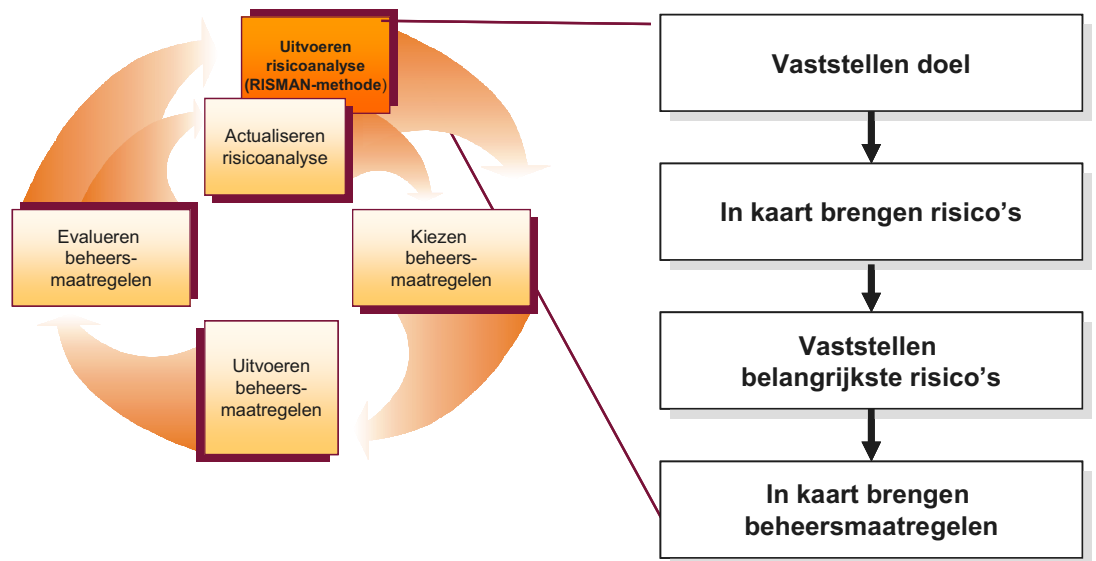 Uitvoeren
risicoanalyse
(RISMAN-methode)
Actualiseren
risicoanalyse
Evalueren
beheers-
maatregelen
Kiezen
beheers-
maatregelen
Uitvoeren
beheers-
maatregelen
Vaststellen doel
In kaart brengen risico’s
Vaststellen
belangrijkste risico’s
In kaart brengen
beheersmaatregelen